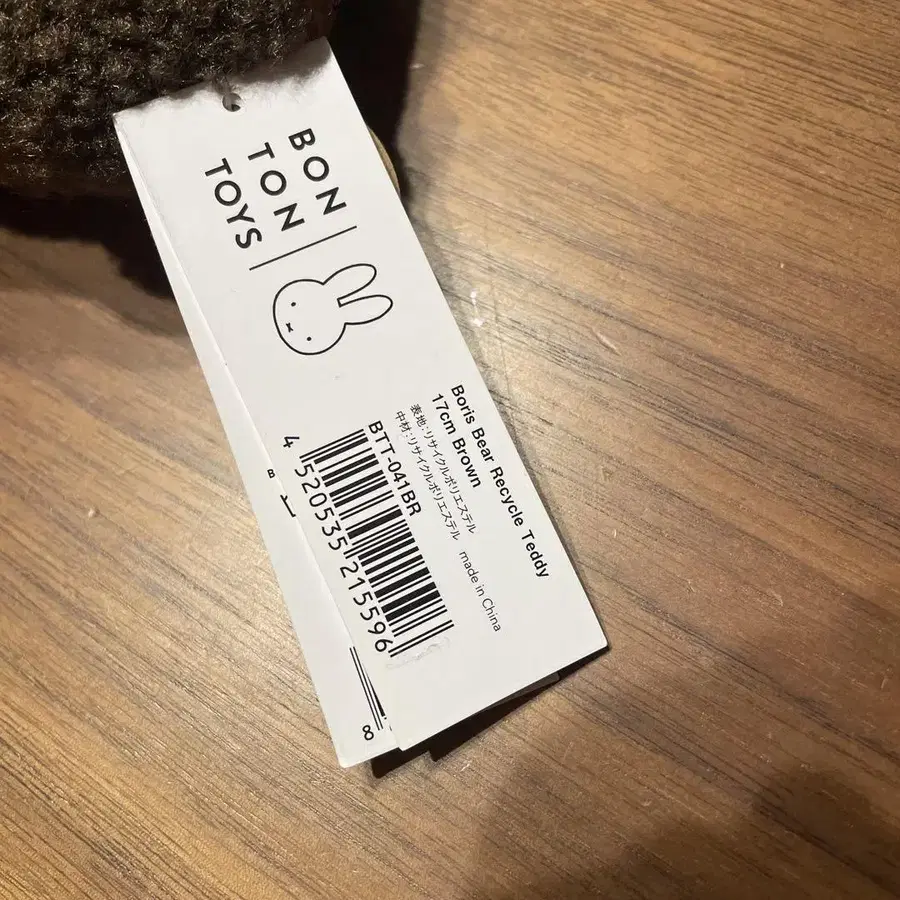 BON
TON
TOYS
Boris Bear Recycle Teddy
17cm Brown
表地:リサイクルポリエステル
中材:リサイクルポリエステル made in China
BTT-041BR
4 520535 215596
B
8